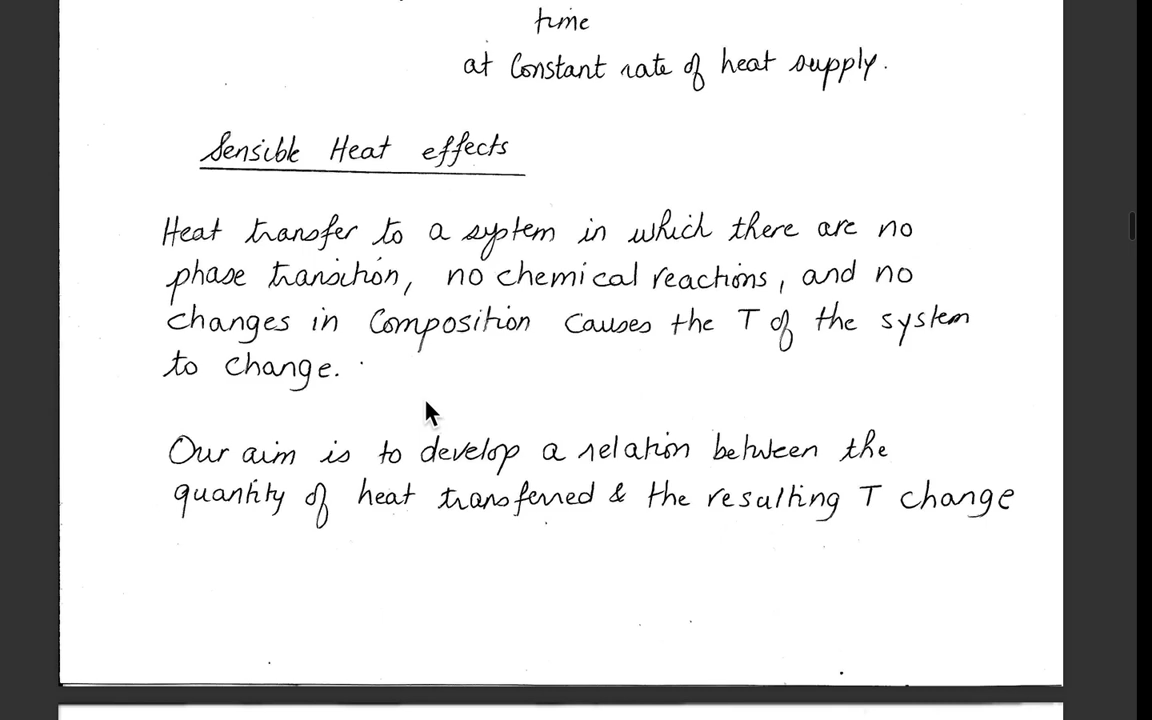 time
at Constant rate of heat supply.
Sensible Heat effects
Heat transfer to a system in which there are no
phase transition, no chemical reactions, and no
changes in Composition causes the T of the system
to change.
Our aim is to develop a relation between the
quantity of heat transferred & the resulting T change